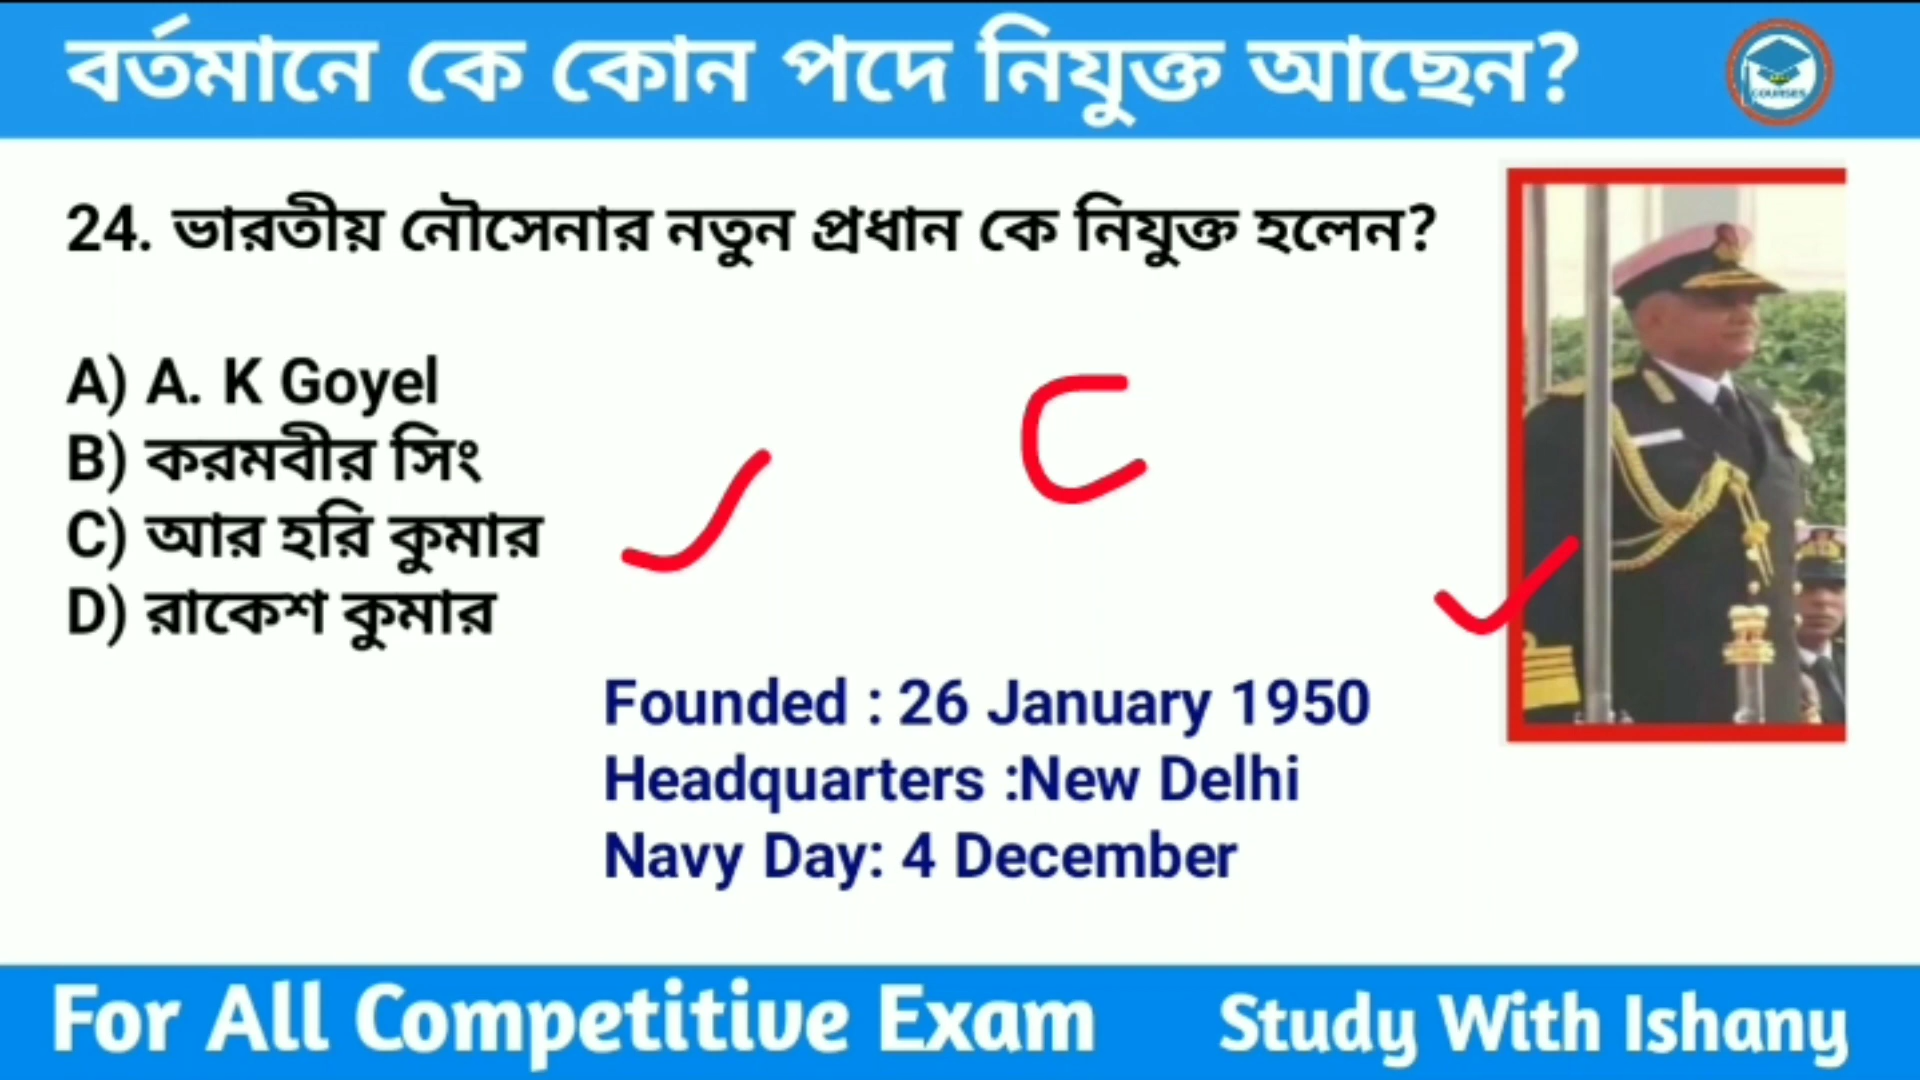 বর্তমানে কে কোন পদে নিযুক্ত আছেন?
COURSES
24. ভারতীয় নৌসেনার নতুন প্রধান কে নিযুক্ত হলেন?
A) A. K Goyel
B) করমবীর সিং
C) আর হরি কুমার
D) রাকেশ কুমার
C
Founded : 26 January 1950
Headquarters :New Delhi
Navy Day: 4 December
For All Competitive Exam
Study With Ishany